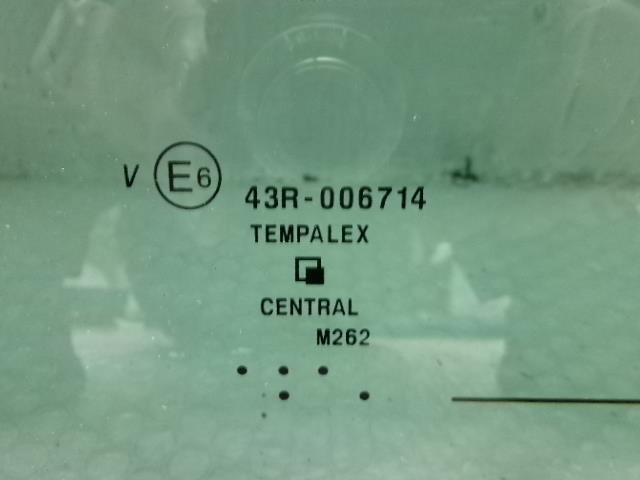 V E6
43R-006714
TEMPALEX
CENTRAL
M262